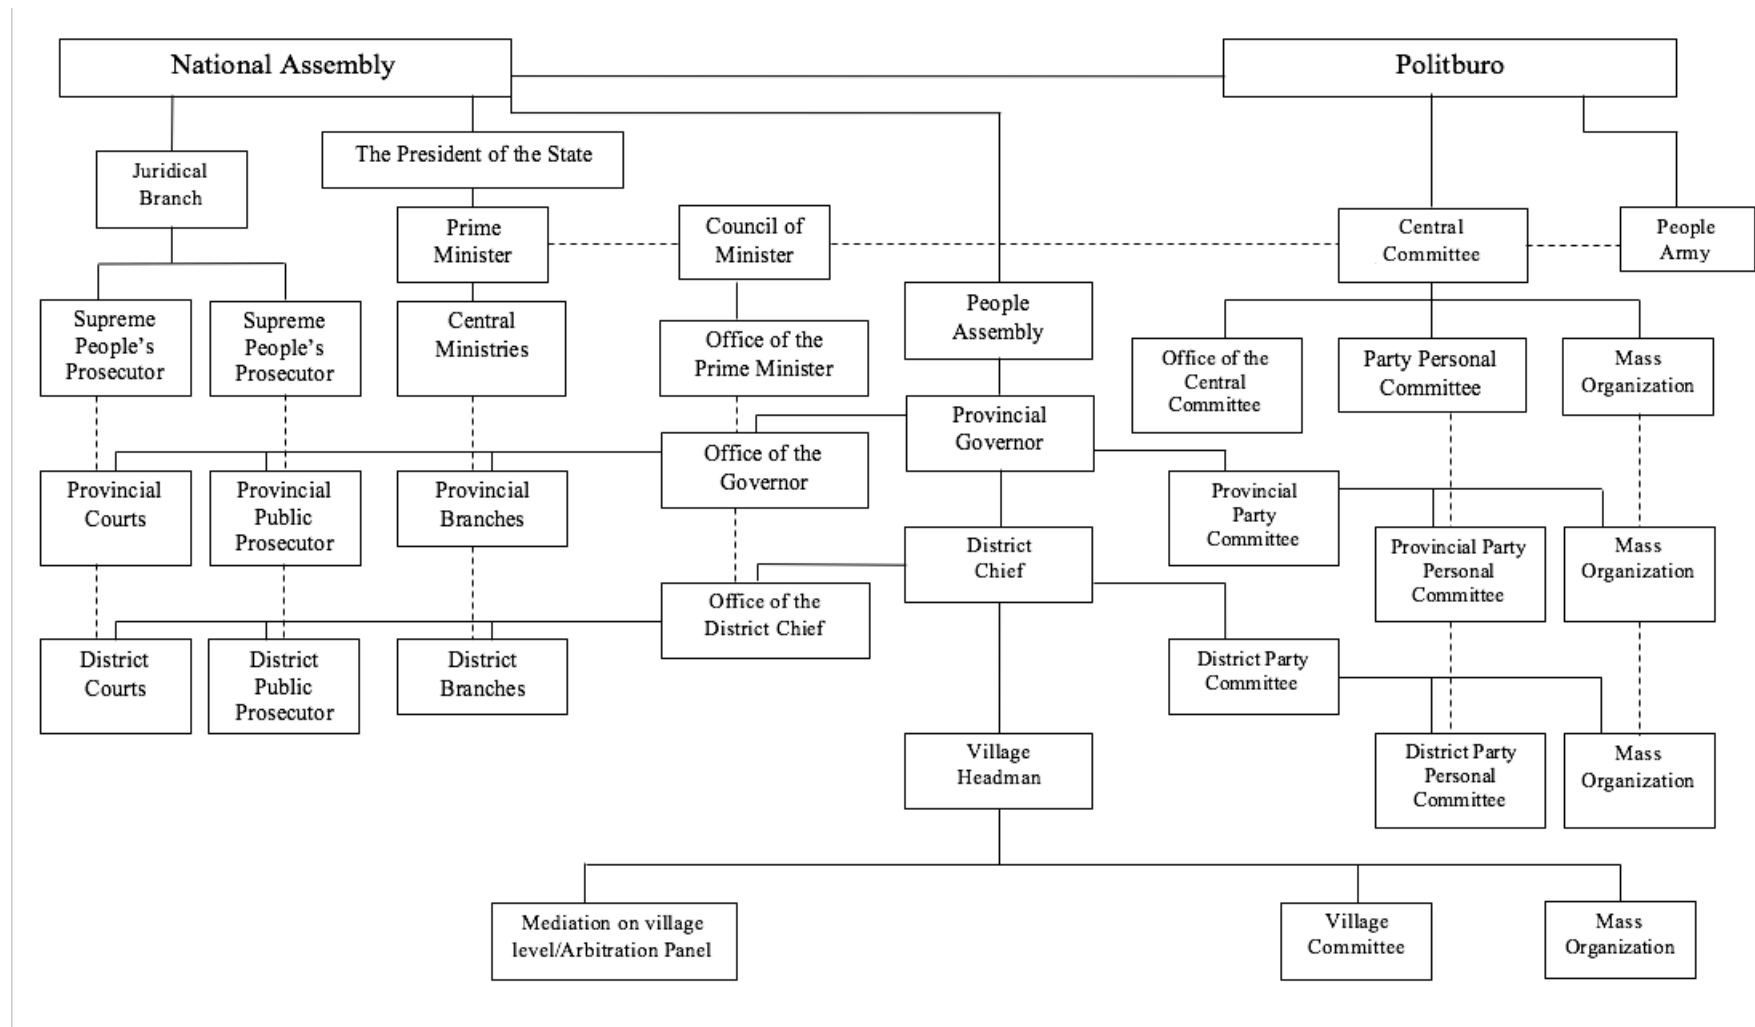 National Assembly
Politburo
The President of the State
Juridical
Branch
Prime
Minister
Council of
Minister
Central
Committee
People
Army
Supreme
People's
Prosecutor
Supreme
People's
Prosecutor
Central
Ministries
Office of the
Prime Minister
People
Assembly
Office of the
Central
Committee
Party Personal
Committee
Mass
Organization
Provincial
Governor
Office of the
Governor
Provincial
Courts
Provincial
Public
Prosecutor
Provincial
Branches
Provincial
Party
Committee
District
Chief
Provincial Party
Personal
Committee
Mass
Organization
Office of the
District Chief
District
Courts
District
Public
Prosecutor
District
Branches
District Party
Committee
Village
Headman
District Party
Personal
Committee
Mass
Organization
Mediation on village
level/Arbitration Panel
Village
Committee
Mass
Organization